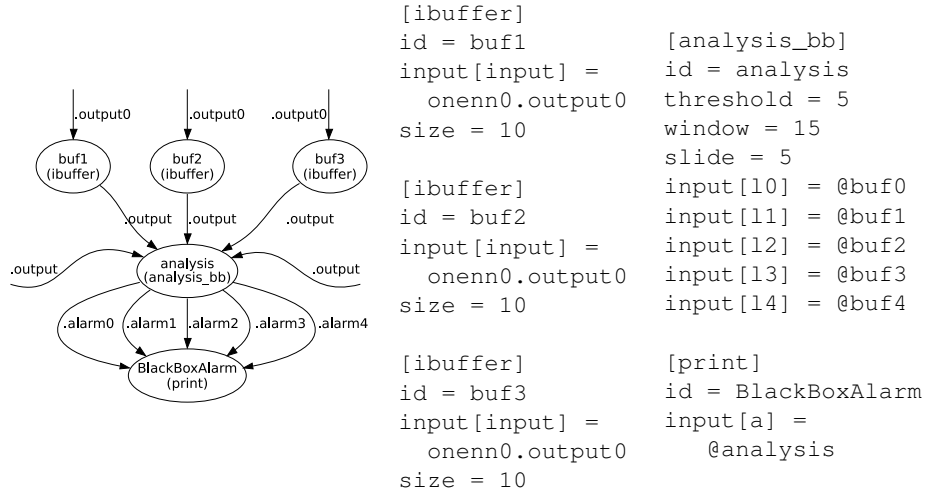 .output0
.output0
.output0
buf1
(ibuffer)
buf2
(ibuffer)
buf3
(ibuffer)
.output
.output
.output
.output
analysis
(analysis_bb)
.output
.alarm0
.alarm1
.alarm2
.alarm3
.alarm4
BlackBoxAlarm
(print)
[ibuffer]
id = buf1
input[input] =
onenn0.output0
size = 10
[ibuffer]
id = buf2
input[input] =
onenn0.output0
size = 10
[ibuffer]
id = buf3
input[input] =
onenn0.output0
size = 10
[analysis_bb]
id = analysis
threshold = 5
window = 15
slide = 5
input[l0] = @buf0
input[l1] = @buf1
input[l2] = @buf2
input[l3] = @buf3
input[l4] = @buf4
[print]
id = BlackBoxAlarm
input[a] =
@analysis